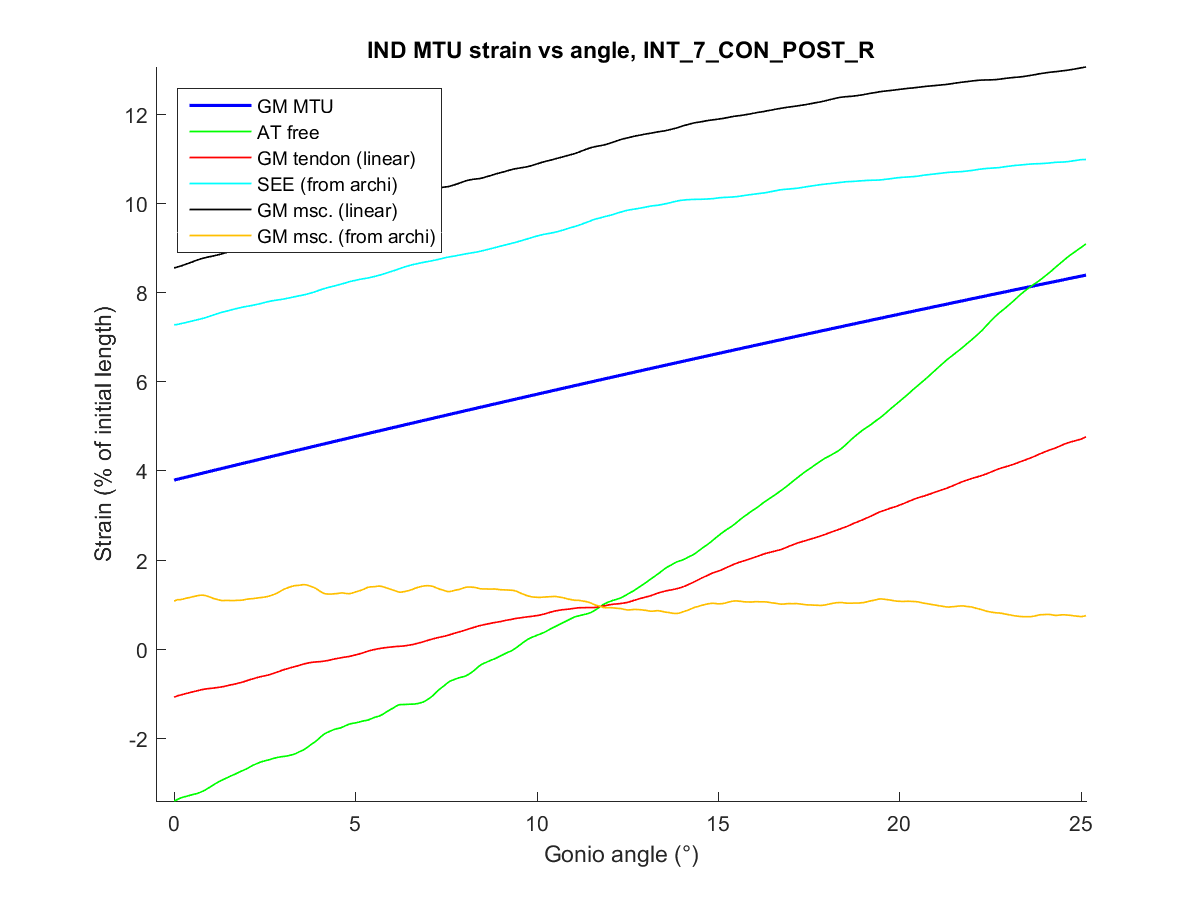 IND MTU strain vs angle, INT_7_CON_POST_R
GM MTU
AT free
GM tendon (linear)
SEE (from archi)
GM msc. (linear)
GM msc. (from archi)
Strain (% of initial length)
12
10
8
6
4
2
0
-2
0 5 10 15 20 25
Gonio angle (°)